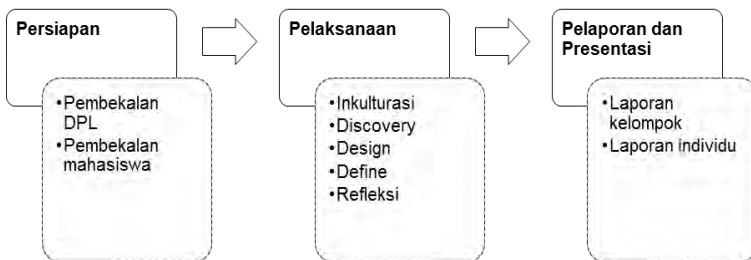 Persiapan
•Pembekalan
DPL
•Pembekalan
mahasiswa
Pelaksanaan
•Inkulturasi
•Discovery
•Design
•Define
•Refleksi
Pelaporan dan
Presentasi
•Laporan
kelompok
•Laporan individu